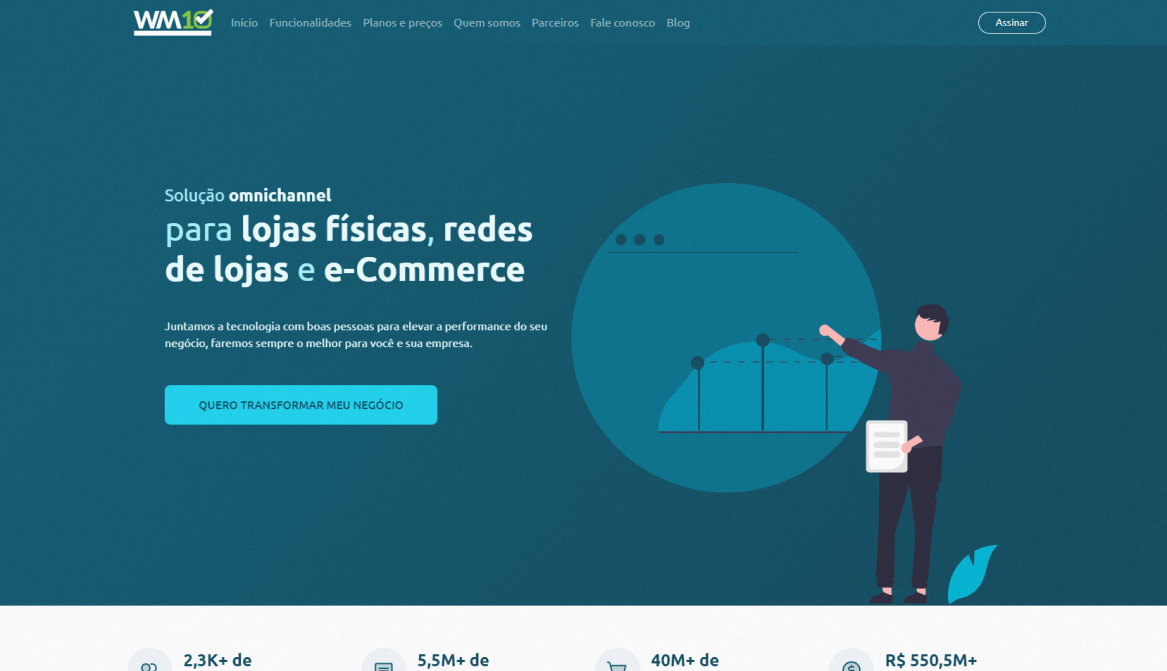 WM10 Início Funcionalidades Planos e preços Quem somos Parceiros Fale conosco Blog Assinar
Solução omnichannel
para lojas físicas, redes
de lojas e e-Commerce
Juntamos a tecnologia com boas pessoas para elevar a performance do seu
negócio, faremos sempre o melhor para você e sua empresa.
QUERO TRANSFORMAR MEU NEGÓCIO
2,3K+ de 5,5M+ de 40M+ de R$ 550,5M+